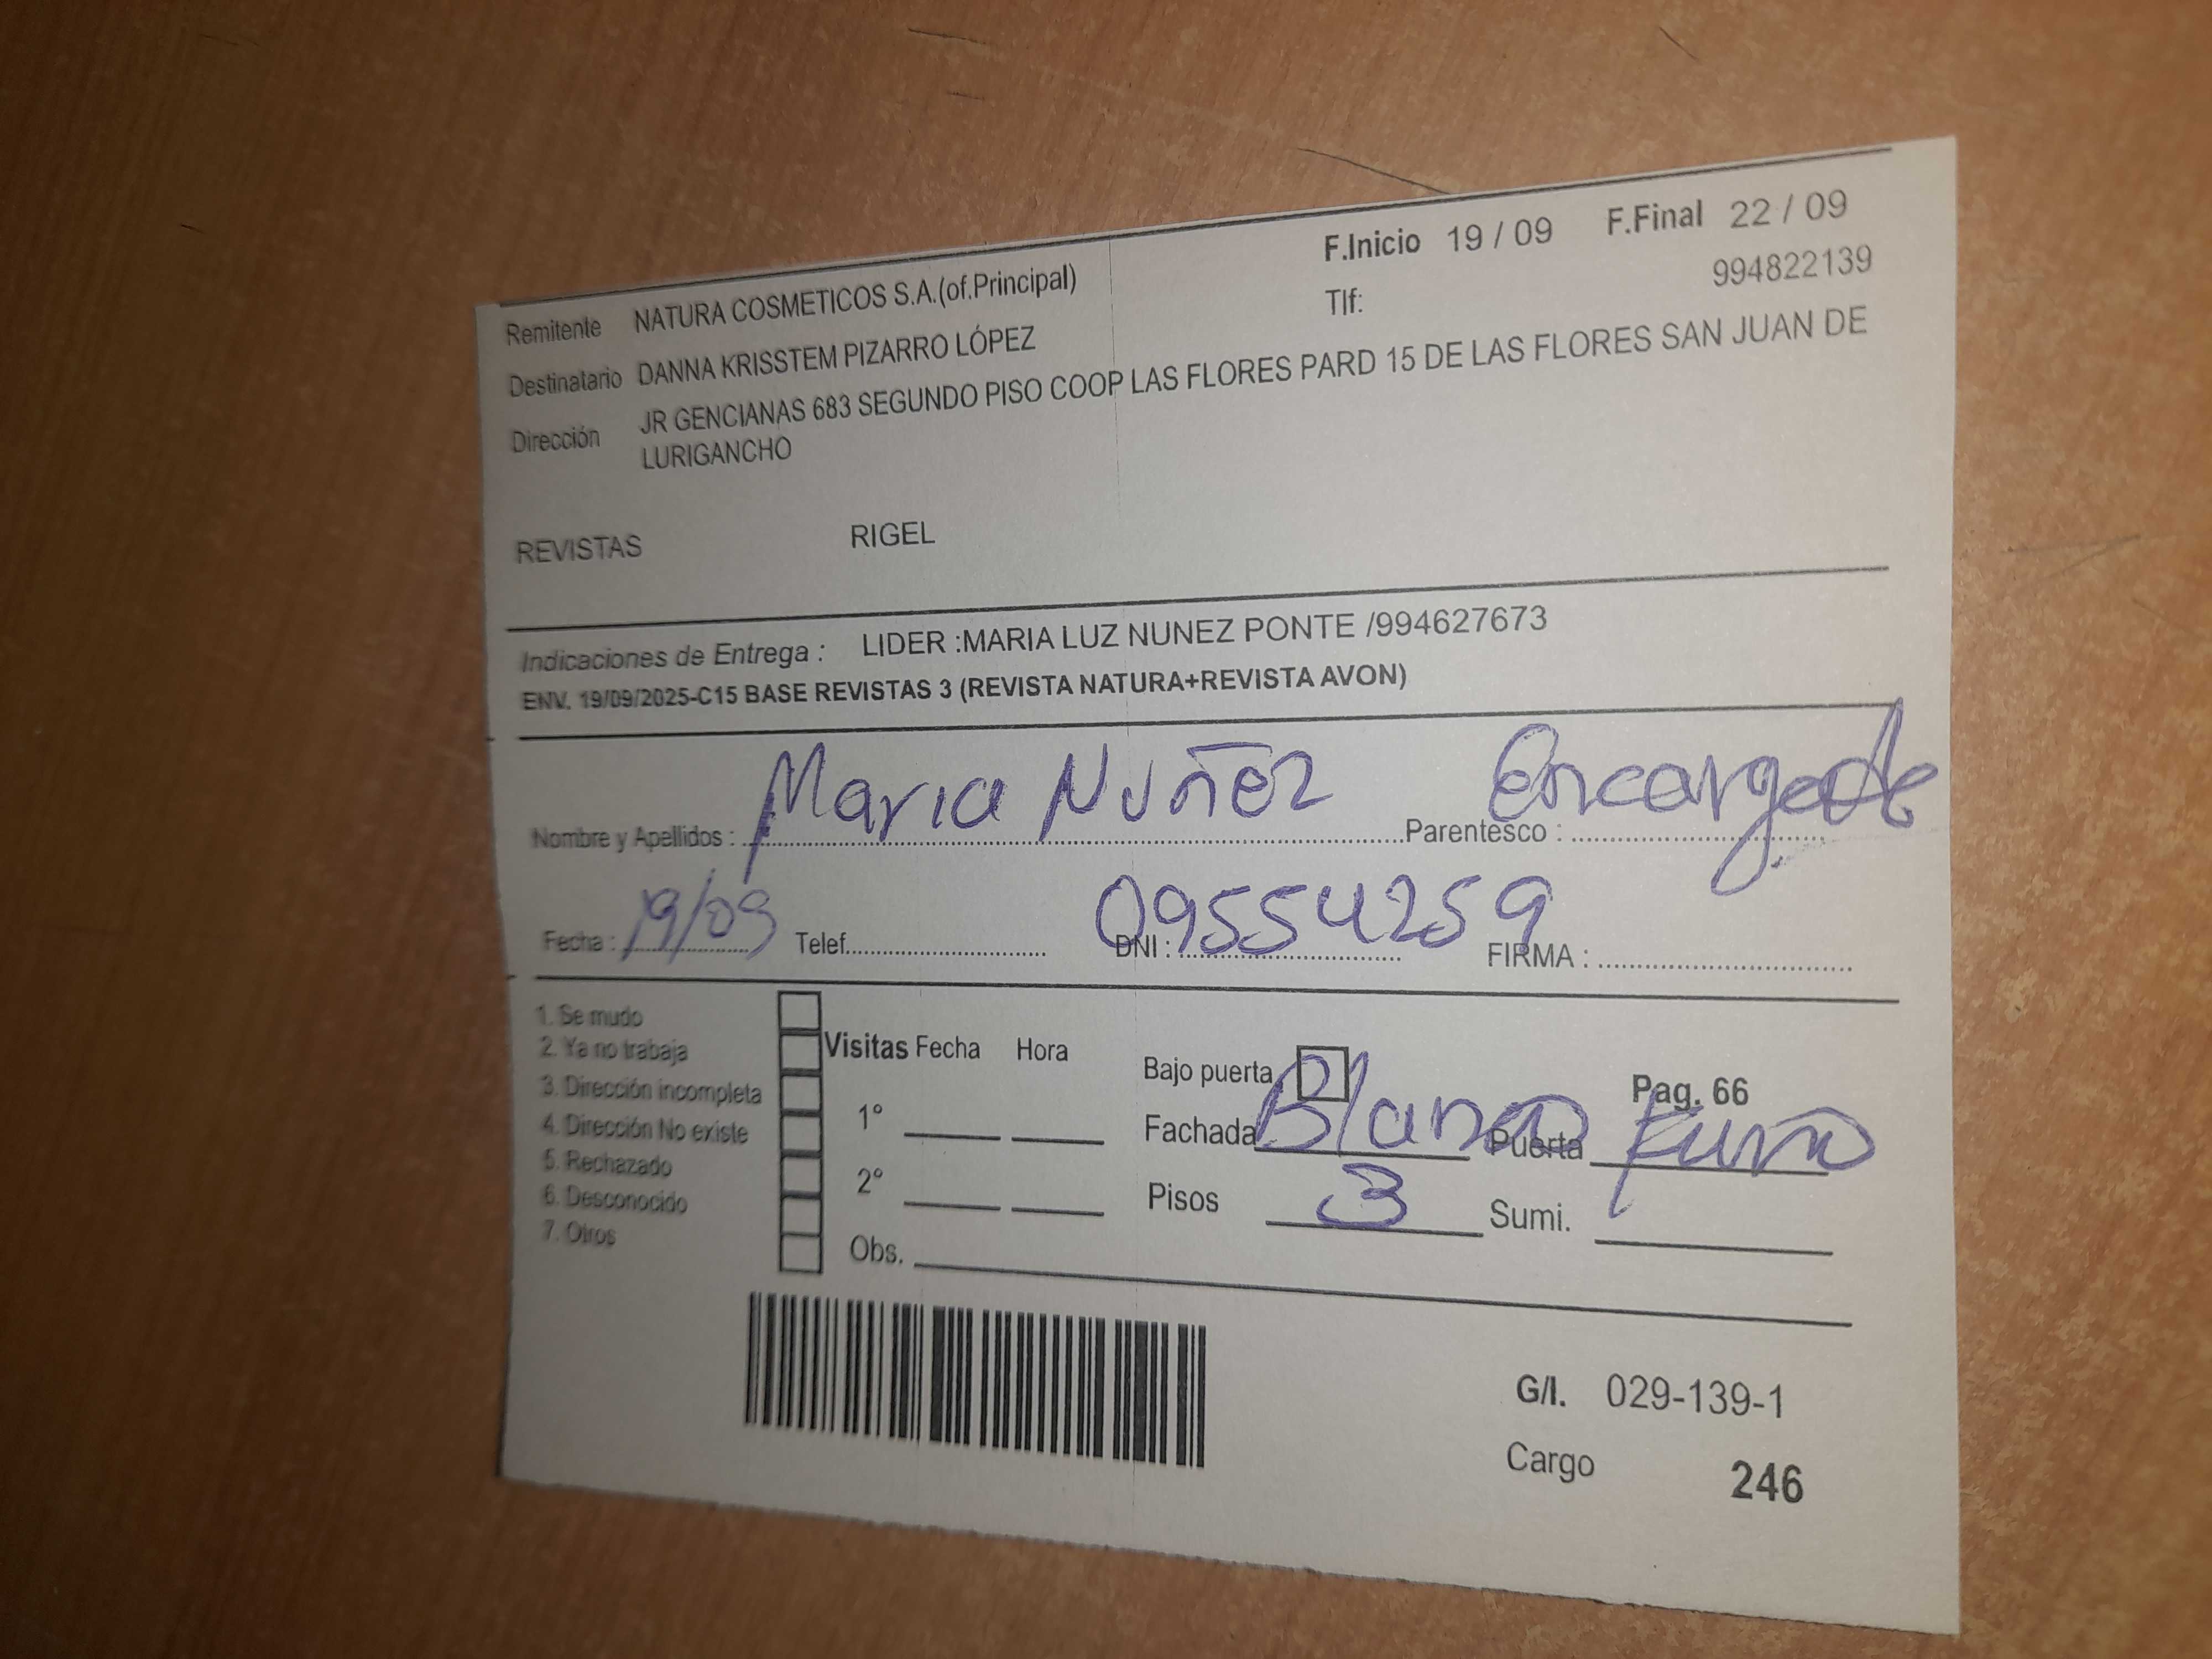 F.Inicio 19 / 09 F.Final 22 / 09
Remitente NATURA COSMETICOS S.A.(of.Principal) Tlf: 994822139
Destinatario DANNA KRISSTEM PIZARRO LÓPEZ
Dirección JR GENCIANAS 683 SEGUNDO PISO COOP LAS FLORES PARD 15 DE LAS FLORES SAN JUAN DE
LURIGANCHO
REVISTAS RIGEL
Indicaciones de Entrega : LIDER :MARIA LUZ NUNEZ PONTE /994627673
ENV. 19/09/2025-C15 BASE REVISTAS 3 (REVISTA NATURA+REVISTA AVON)
Nombre y Apellidos : Maria Nuñez Parentesco : Encargada
Fecha : 19/09 Telef. DNI : 09554259 FIRMA :
1. Se mudo
2. Ya no trabaja
3. Dirección incompleta
4. Dirección No existe
5. Rechazado
6. Desconocido
7. Otros
Visitas Fecha Hora
1°
2°
Obs.
Bajo puerta Pag. 66
Fachada Blanco Puerta
Pisos 3 Sumi.
G/I. 029-139-1
Cargo 246